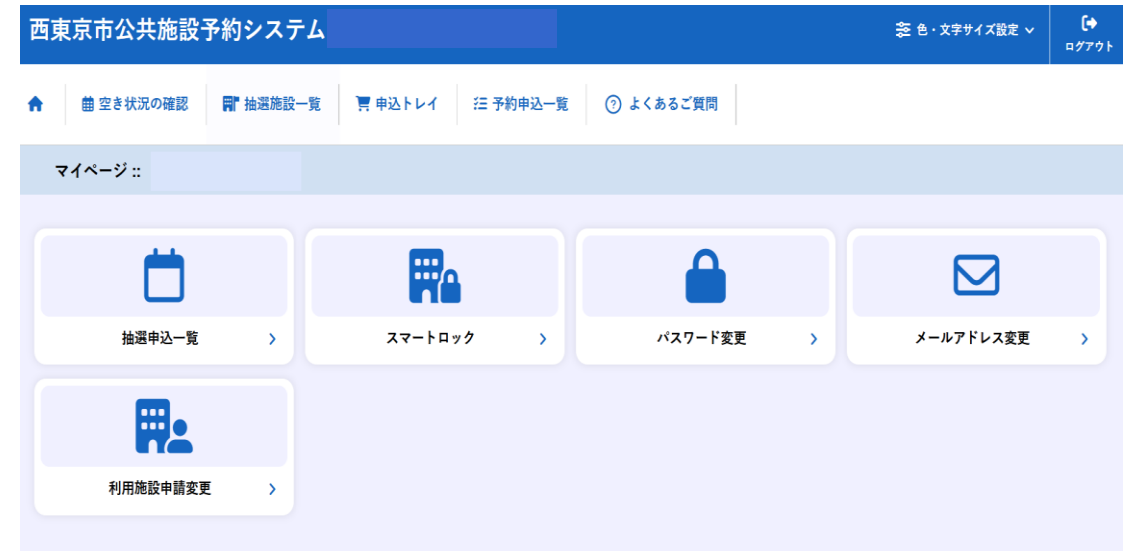 西東京市公共施設予約システム
色・文字サイズ設定
ログアウト
空き状況の確認
抽選施設一覧
申込トレイ
予約申込一覧
よくあるご質問
マイページ ::
抽選申込一覧
スマートロック
パスワード変更
メールアドレス変更
利用施設申請変更